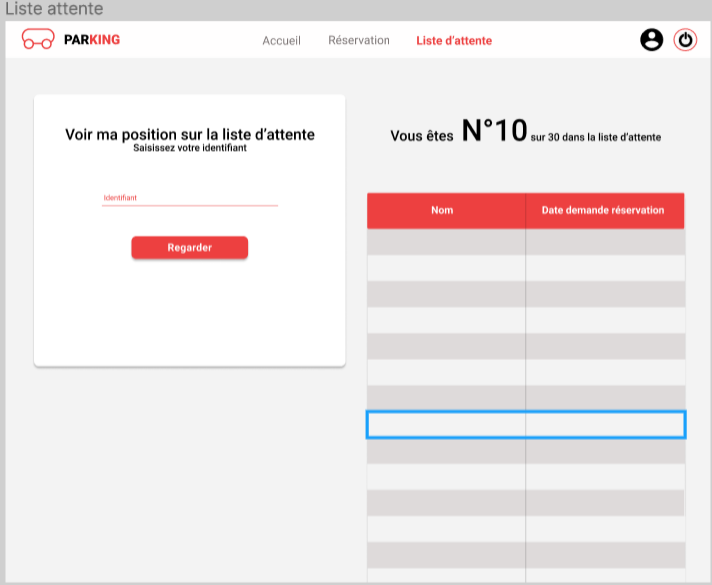 Liste attente
PARKING
Accueil
Réservation
Liste d'attente
Voir ma position sur la liste d'attente
Saisissez votre identifiant
Identifiant
Regarder
Vous êtes N°10 sur 30 dans la liste d'attente
Nom
Date demande réservation